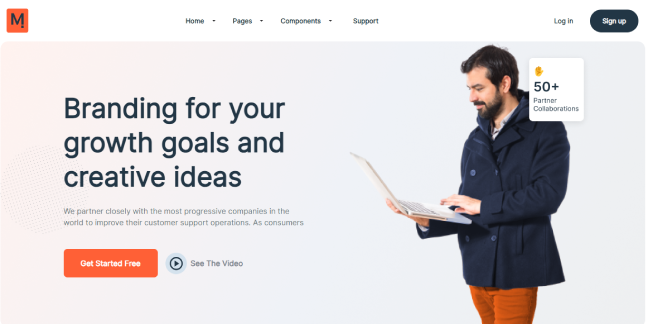 M!
Home Pages Components Support Log in Sign up
Branding for your
growth goals and
creative ideas
We partner closely with the most progressive companies in the
world to improve their customer support operations. As consumers
Get Started Free See The Video
50+
Partner
Collaborations